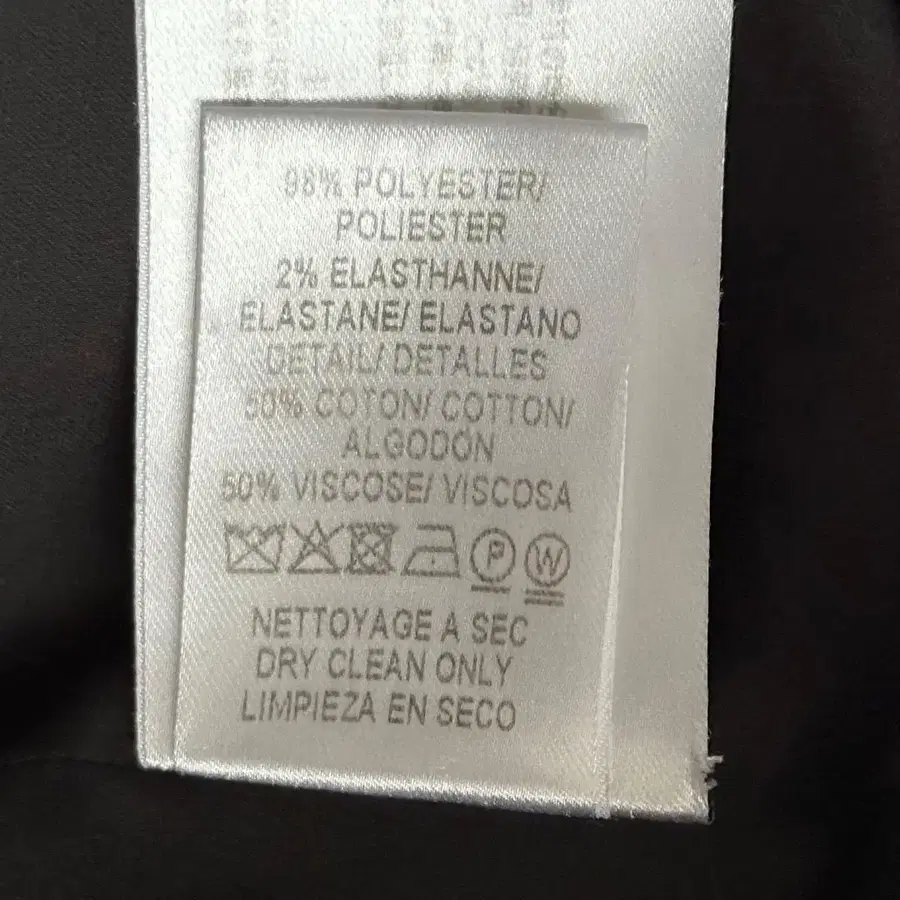 98% POLYESTER/
POLIESTER
2% ELASTHANNE/
ELASTANE/ ELASTANO
DETAIL/ DETALLES
50% COTON/ COTTON/
ALGODÓN
50% VISCOSE/ VISCOSA
P W
NETTOYAGE A SEC
DRY CLEAN ONLY
LIMPIEZA EN SECO